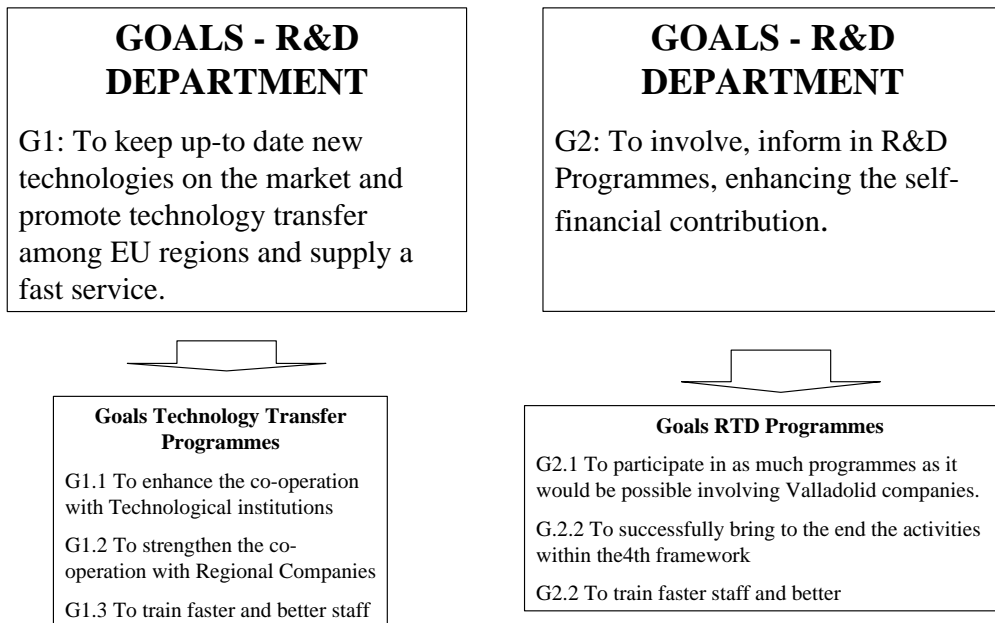 GOALS - R&D
DEPARTMENT
G1: To keep up-to date new
technologies on the market and
promote technology transfer
among EU regions and supply a
fast service.
GOALS - R&D
DEPARTMENT
G2: To involve, inform in R&D
Programmes, enhancing the self-
financial contribution.
Goals Technology Transfer
Programmes
G1.1 To enhance the co-operation
with Technological institutions
G1.2 To strengthen the co-
operation with Regional Companies
G1.3 To train faster and better staff
Goals RTD Programmes
G2.1 To participate in as much programmes as it
would be possible involving Valladolid companies.
G.2.2 To successfully bring to the end the activities
within the4th framework
G2.2 To train faster staff and better